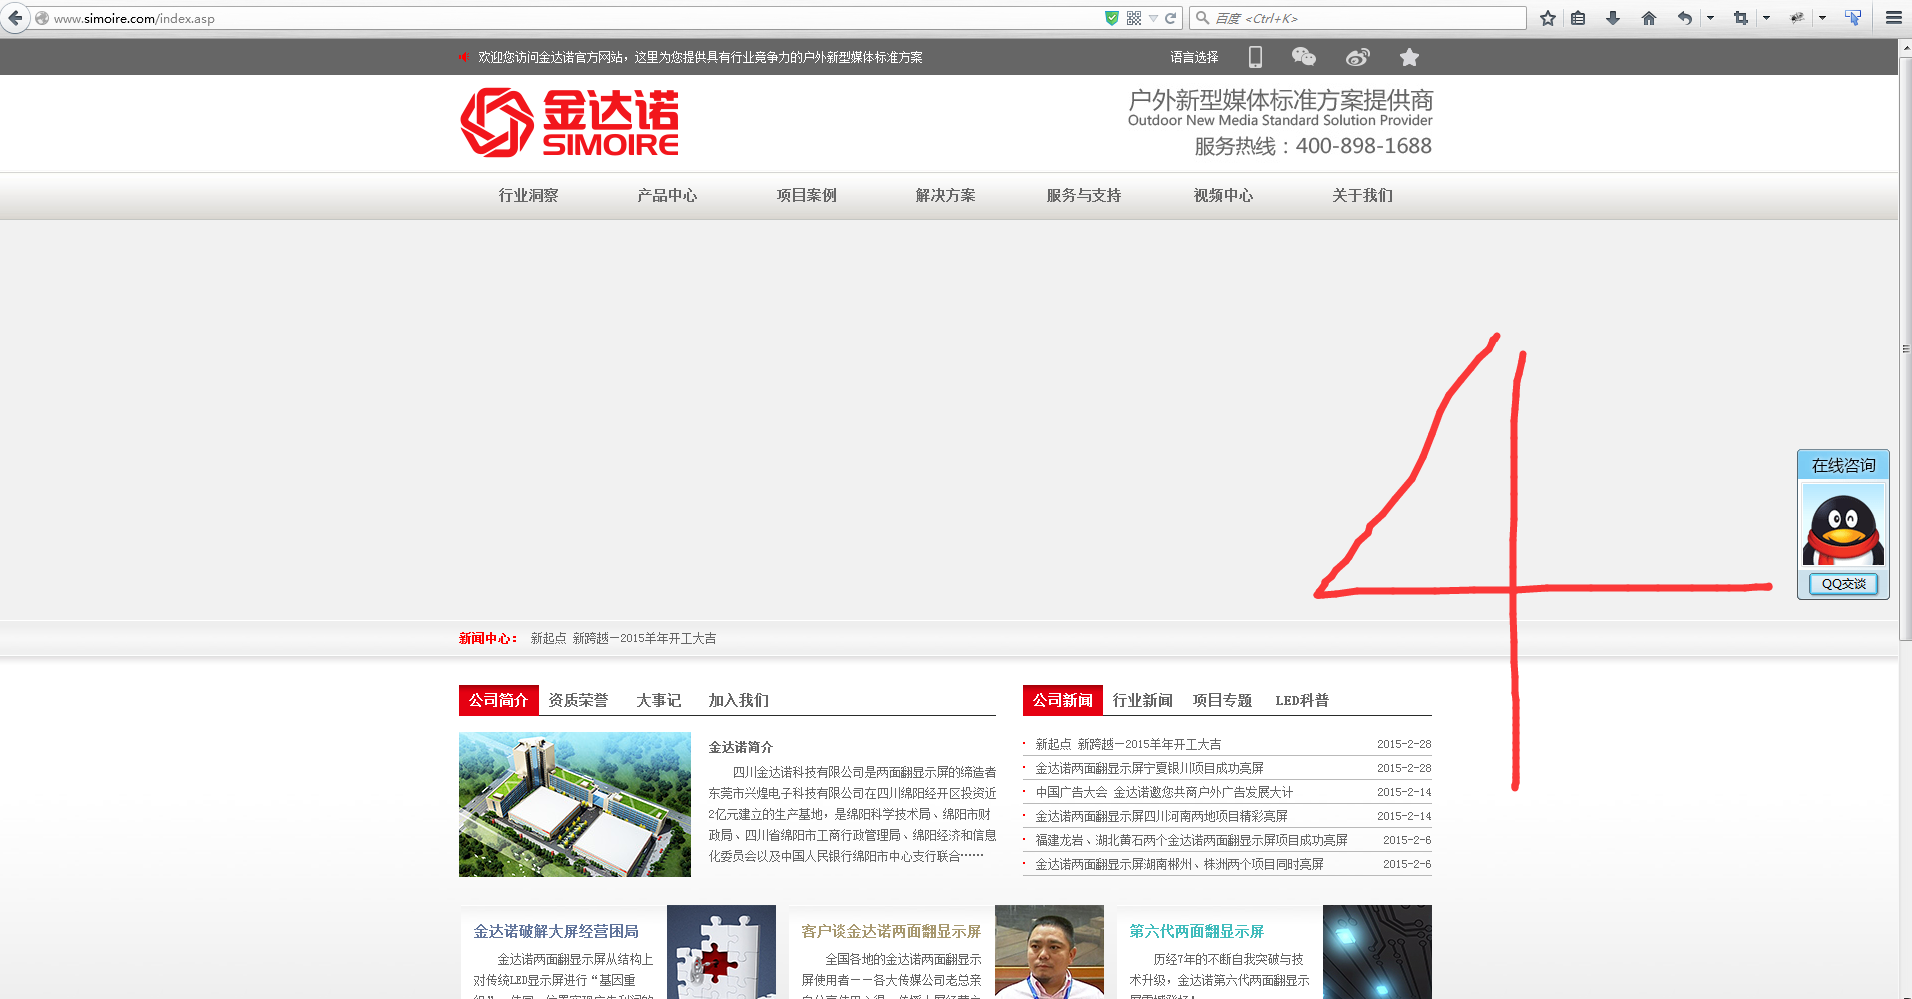 www.simoire.com/index.asp
百度 <Ctrl+K>
欢迎您访问金达诺官方网站，这里为您提供具有行业竞争力的户外新型媒体标准方案
语言选择
金达诺
SIMOIRE
户外新型媒体标准方案提供商
Outdoor New Media Standard Solution Provider
服务热线：400-898-1688
行业洞察 产品中心 项目案例 解决方案 服务与支持 视频中心 关于我们
4
在线咨询
QQ交谈
新闻中心： 新起点 新跨越—2015羊年开工大吉
公司简介 资质荣誉 大事记 加入我们
金达诺简介
四川金达诺科技有限公司是两面翻显示屏的缔造者
东莞市兴煌电子科技有限公司在四川绵阳经开区投资近
2亿元建立的生产基地，是绵阳科学技术局、绵阳市财
政局、四川省绵阳市工商行政管理局、绵阳经济和信息
化委员会以及中国人民银行绵阳市中心支行联合……
公司新闻 行业新闻 项目专题 LED科普
新起点 新跨越—2015羊年开工大吉 2015-2-28
金达诺两面翻显示屏宁夏银川项目成功亮屏 2015-2-28
中国广告大会 金达诺邀您共商户外广告发展大计 2015-2-14
金达诺两面翻显示屏四川河南两地项目精彩亮屏 2015-2-14
福建龙岩、湖北黄石两个金达诺两面翻显示屏项目成功亮屏 2015-2-6
金达诺两面翻显示屏湖南郴州、株洲两个项目同时亮屏 2015-2-6
金达诺破解大屏经营困局
金达诺两面翻显示屏从结构上
对传统LED显示屏进行“基因重
客户谈金达诺两面翻显示屏
全国各地的金达诺两面翻显示
屏使用者——各大传媒公司老总亲
第六代两面翻显示屏
历经7年的不断自我突破与技
术升级，金达诺第六代两面翻显示